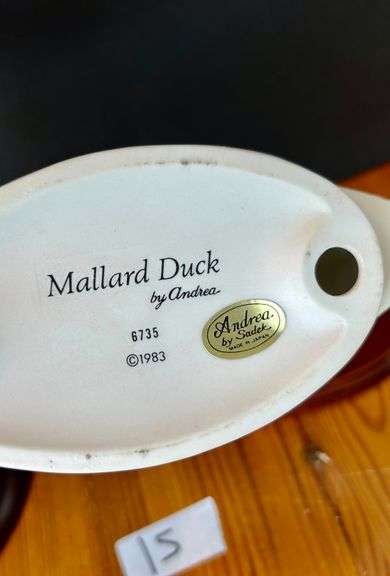 Mallard Duck
by Andrea
6735
©1983
Andrea
by Sadek
MADE IN JAPAN
15